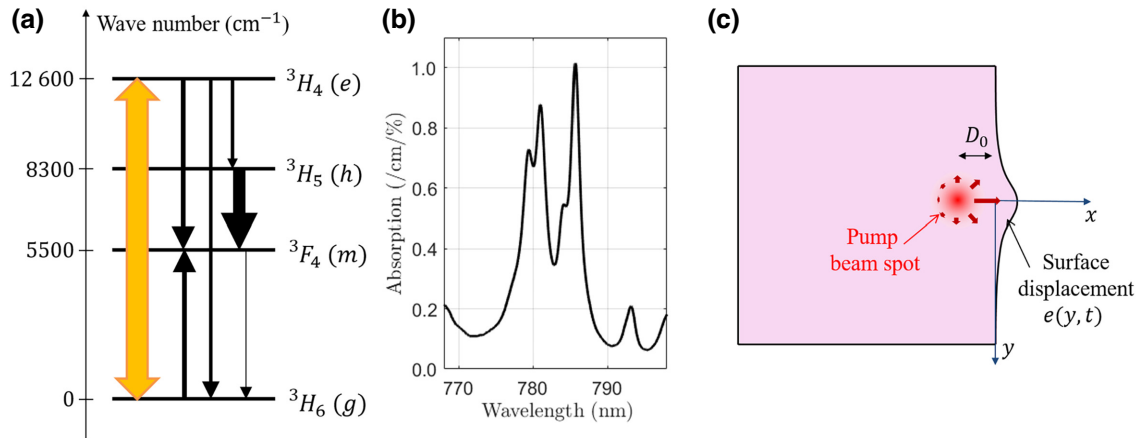 (a)
Wave number (cm⁻¹)
12 600
³H₄ (e)
8300
³H₅ (h)
5500
³F₄ (m)
0
³H₆ (g)
(b)
Absorption (/cm/%)
1.0
0.8
0.6
0.4
0.2
0.0
770 780 790
Wavelength (nm)
(c)
D₀
x
Pump
beam spot
Surface
displacement
e(y, t)
y